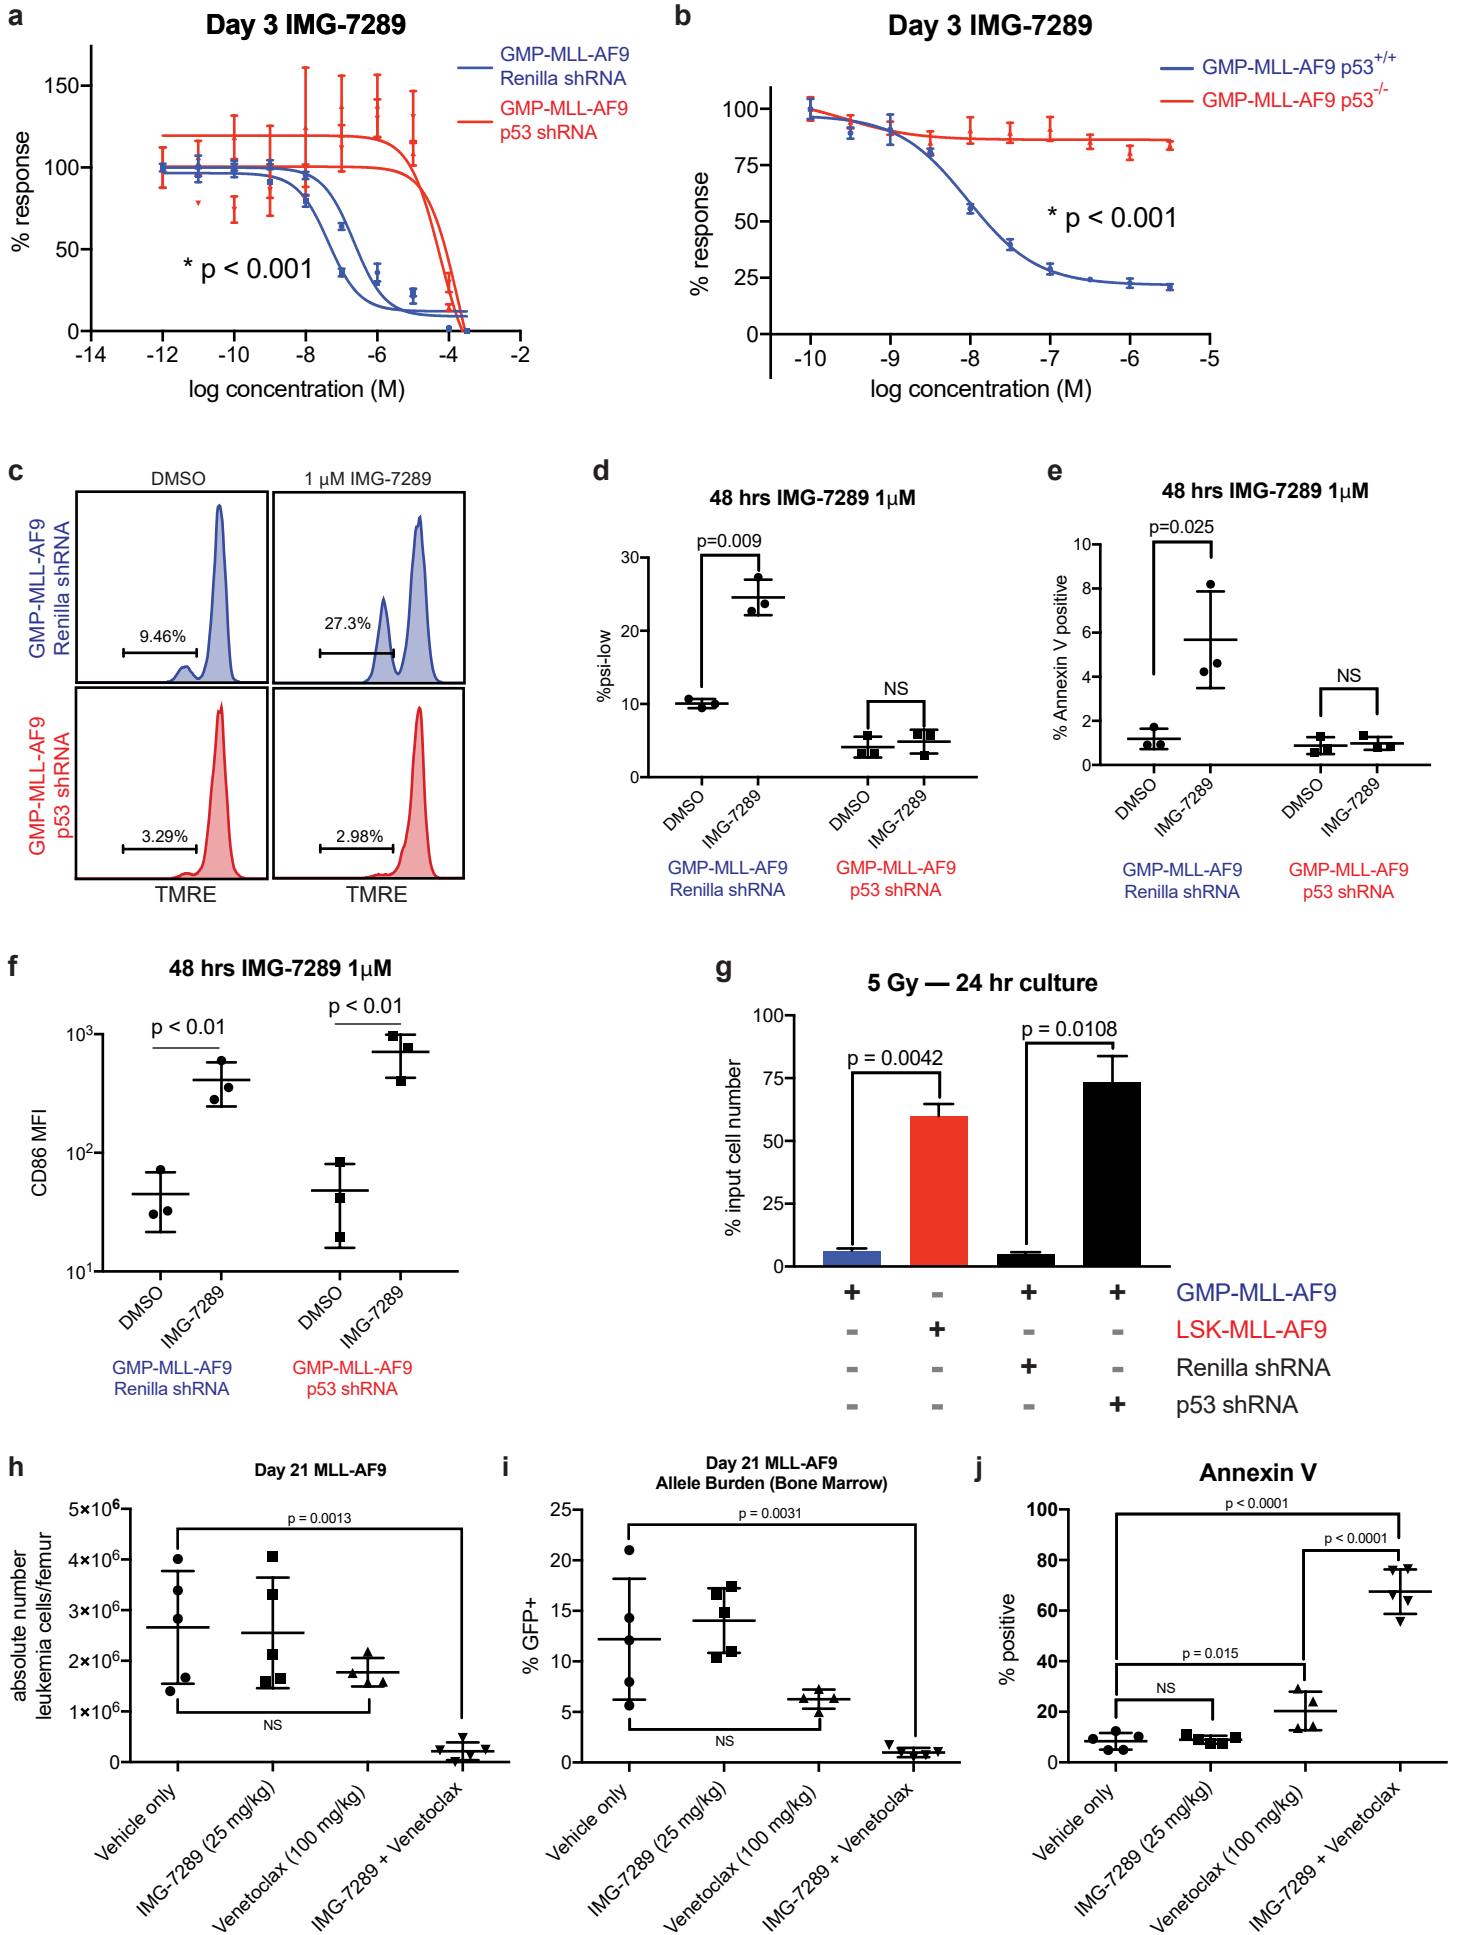 a
Day 3 IMG-7289
GMP-MLL-AF9
Renilla shRNA
GMP-MLL-AF9
p53 shRNA
% response
150
100
50
0
* p < 0.001
-14 -12 -10 -8 -6 -4 -2
log concentration (M)
b
Day 3 IMG-7289
GMP-MLL-AF9 p53+/+
GMP-MLL-AF9 p53-/-
% response
100
75
50
25
0
* p < 0.001
-10 -9 -8 -7 -6 -5
log concentration (M)
c
DMSO
1 µM IMG-7289
GMP-MLL-AF9
Renilla shRNA
9.46%
27.3%
GMP-MLL-AF9
p53 shRNA
3.29%
2.98%
TMRE
TMRE
d
48 hrs IMG-7289 1µM
p=0.009
NS
%psi-low
30
20
10
0
DMSO
IMG-7289
DMSO
IMG-7289
GMP-MLL-AF9
Renilla shRNA
GMP-MLL-AF9
p53 shRNA
e
48 hrs IMG-7289 1µM
p=0.025
NS
% Annexin V positive
10
8
6
4
2
0
DMSO
IMG-7289
DMSO
IMG-7289
GMP-MLL-AF9
Renilla shRNA
GMP-MLL-AF9
p53 shRNA
f
48 hrs IMG-7289 1µM
p < 0.01
p < 0.01
CD86 MFI
10³
10²
10¹
DMSO
IMG-7289
DMSO
IMG-7289
GMP-MLL-AF9
Renilla shRNA
GMP-MLL-AF9
p53 shRNA
g
5 Gy — 24 hr culture
p = 0.0042
p = 0.0108
% input cell number
100
75
50
25
0
+ - + + GMP-MLL-AF9
- + - - LSK-MLL-AF9
- - + - Renilla shRNA
- - - + p53 shRNA
h
Day 21 MLL-AF9
p = 0.0013
NS
absolute number
leukemia cells/femur
5×10⁶
4×10⁶
3×10⁶
2×10⁶
1×10⁶
0
Vehicle only
IMG-7289 (25 mg/kg)
Venetoclax (100 mg/kg)
IMG-7289 + Venetoclax
i
Day 21 MLL-AF9
Allele Burden (Bone Marrow)
p = 0.0031
NS
% GFP+
25
20
15
10
5
0
Vehicle only
IMG-7289 (25 mg/kg)
Venetoclax (100 mg/kg)
IMG-7289 + Venetoclax
j
Annexin V
p < 0.0001
p < 0.0001
p = 0.015
NS
% positive
100
80
60
40
20
0
Vehicle only
IMG-7289 (25 mg/kg)
Venetoclax (100 mg/kg)
IMG-7289 + Venetoclax